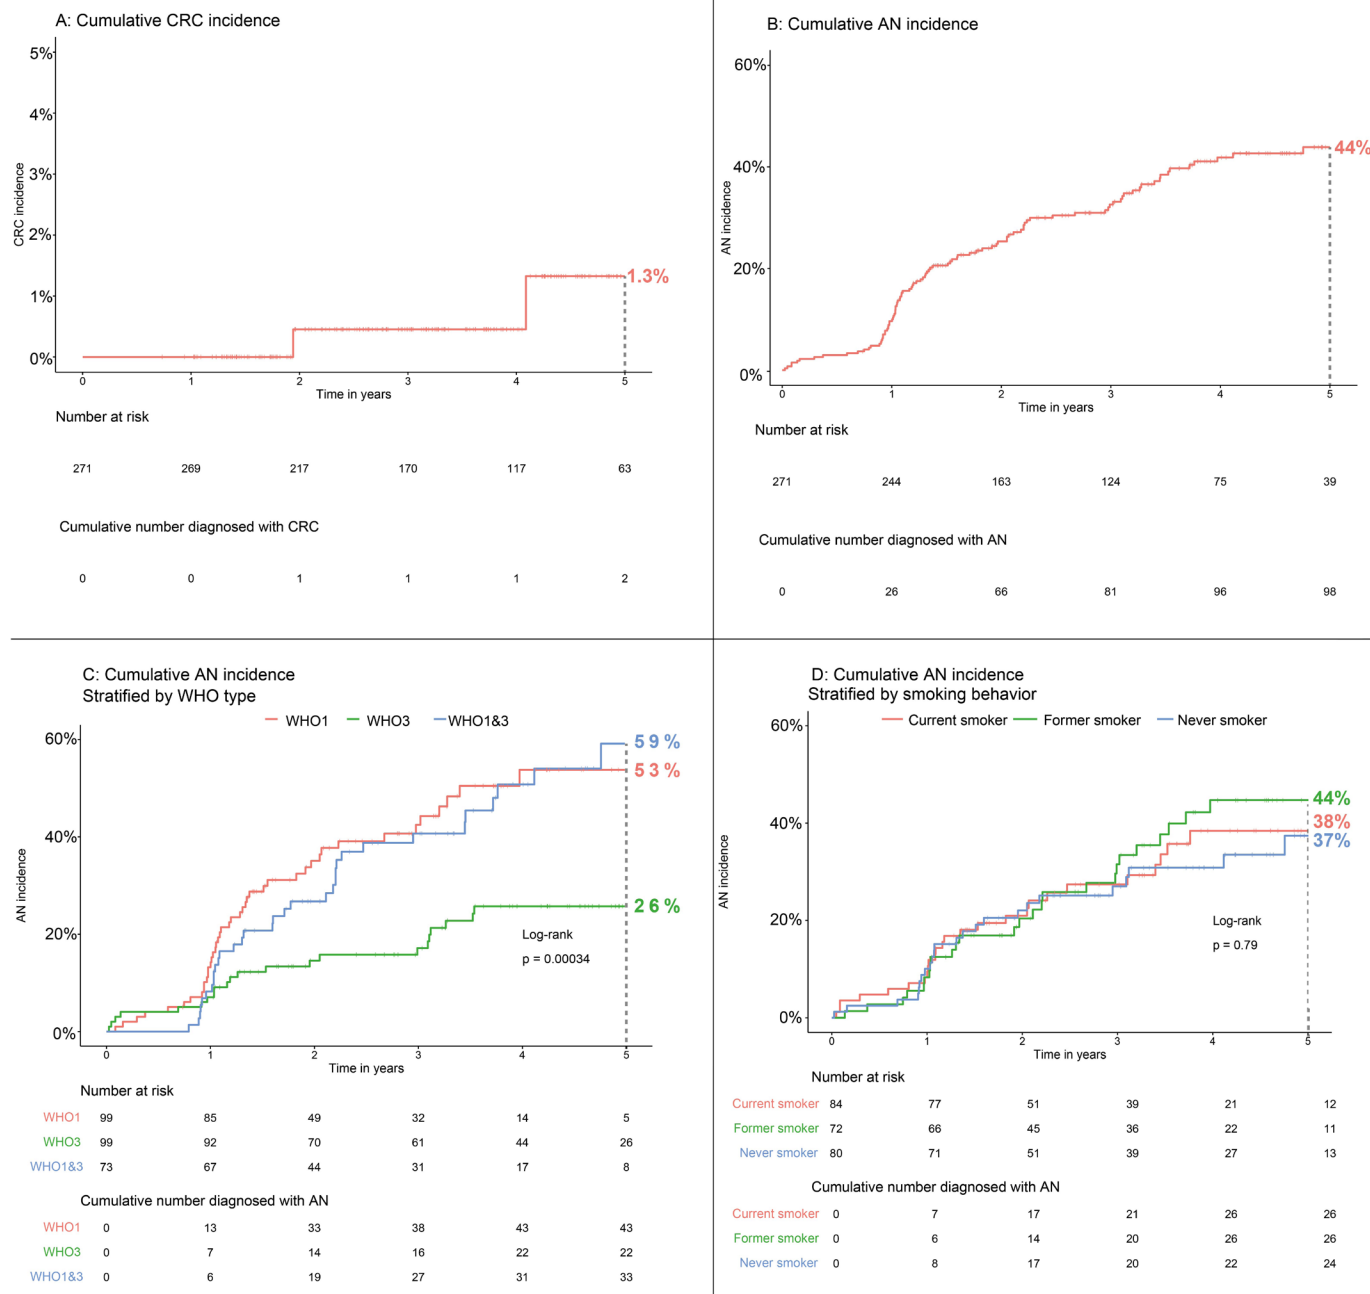 A: Cumulative CRC incidence
5%
4%
3%
2%
1%
0%
CRC incidence
1.3%
0 1 2 3 4 5
Time in years
Number at risk
271 269 217 170 117 63
Cumulative number diagnosed with CRC
0 0 1 1 1 2
B: Cumulative AN incidence
60%
40%
20%
0%
AN incidence
44%
0 1 2 3 4 5
Time in years
Number at risk
271 244 163 124 75 39
Cumulative number diagnosed with AN
0 26 66 81 96 98
C: Cumulative AN incidence
Stratified by WHO type
WHO1 WHO3 WHO1&3
60%
40%
20%
0%
AN incidence
59%
53%
26%
Log-rank
p = 0.00034
0 1 2 3 4 5
Time in years
Number at risk
WHO1 99 85 49 32 14 5
WHO3 99 92 70 61 44 26
WHO1&3 73 67 44 31 17 8
Cumulative number diagnosed with AN
WHO1 0 13 33 38 43 43
WHO3 0 7 14 16 22 22
WHO1&3 0 6 19 27 31 33
D: Cumulative AN incidence
Stratified by smoking behavior
Current smoker Former smoker Never smoker
60%
40%
20%
0%
AN incidence
44%
38%
37%
Log-rank
p = 0.79
0 1 2 3 4 5
Time in years
Number at risk
Current smoker 84 77 51 39 21 12
Former smoker 72 66 45 36 22 11
Never smoker 80 71 51 39 27 13
Cumulative number diagnosed with AN
Current smoker 0 7 17 21 26 26
Former smoker 0 6 14 20 26 26
Never smoker 0 8 17 20 22 24